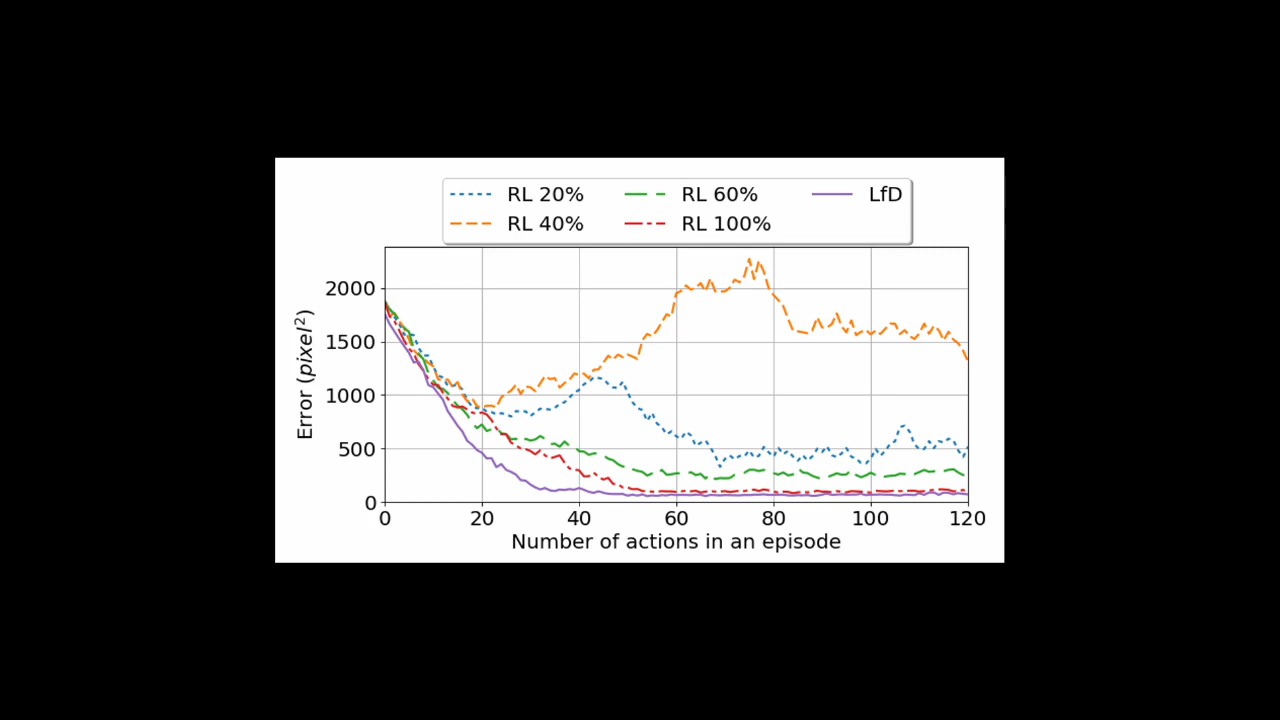 RL 20% RL 60% LfD
RL 40% RL 100%
Error (pixel²)
2000
1500
1000
500
0
0 20 40 60 80 100 120
Number of actions in an episode